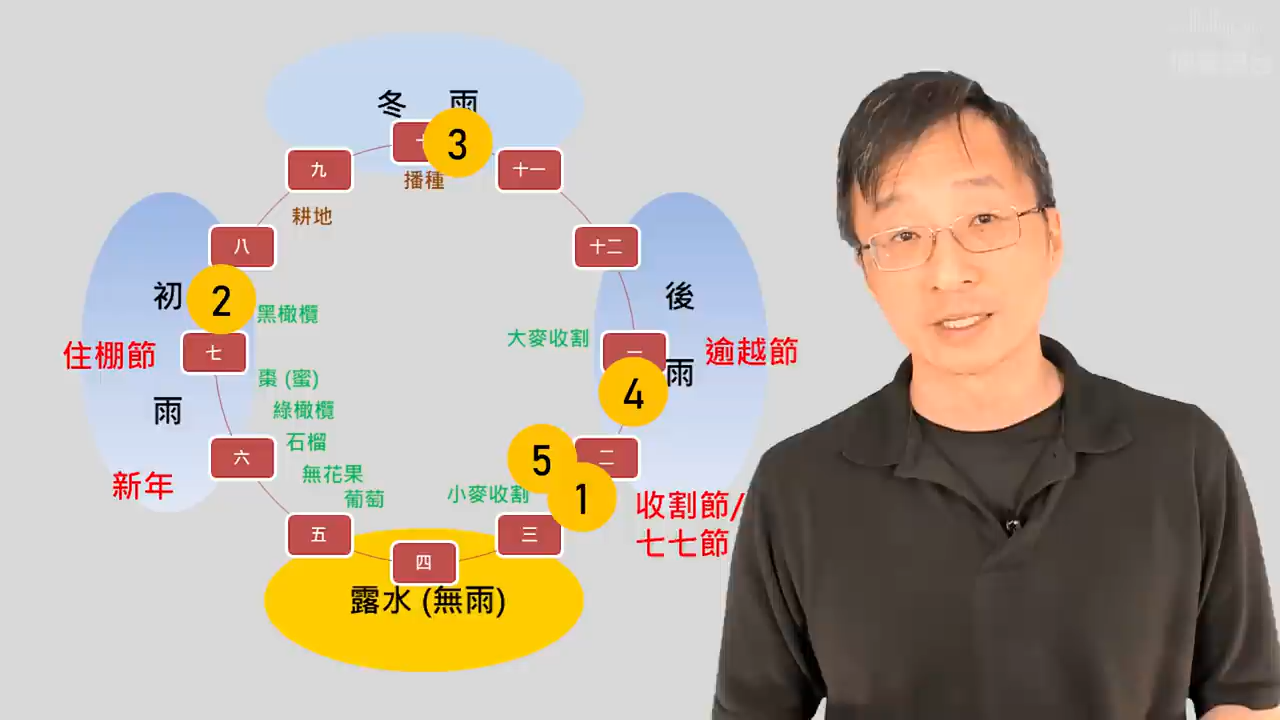 冬 雨
3
播種
九
十一
耕地
八
十二
初
2
黑橄欖
後
大麥收割
住棚節
七
一
雨
逾越節
棗 (蜜)
4
雨
綠橄欖
石榴
六
5
二
新年
無花果
葡萄
小麥收割
1
收割節/
七七節
五
三
四
露水 (無雨)